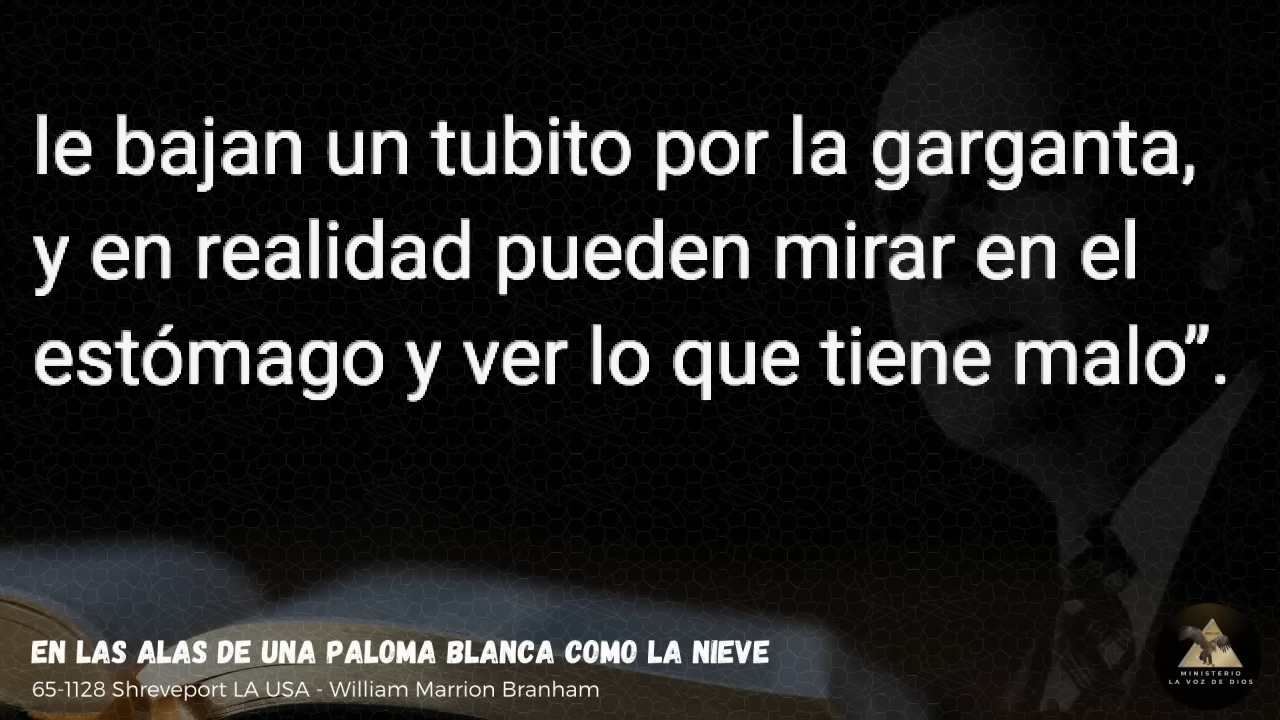 le bajan un tubito por la garganta,
y en realidad pueden mirar en el
estómago y ver lo que tiene malo”.
EN LAS ALAS DE UNA PALOMA BLANCA COMO LA NIEVE
65-1128 Shreveport LA USA - William Marrion Branham
MINISTERIO
LA VOZ DE DIOS